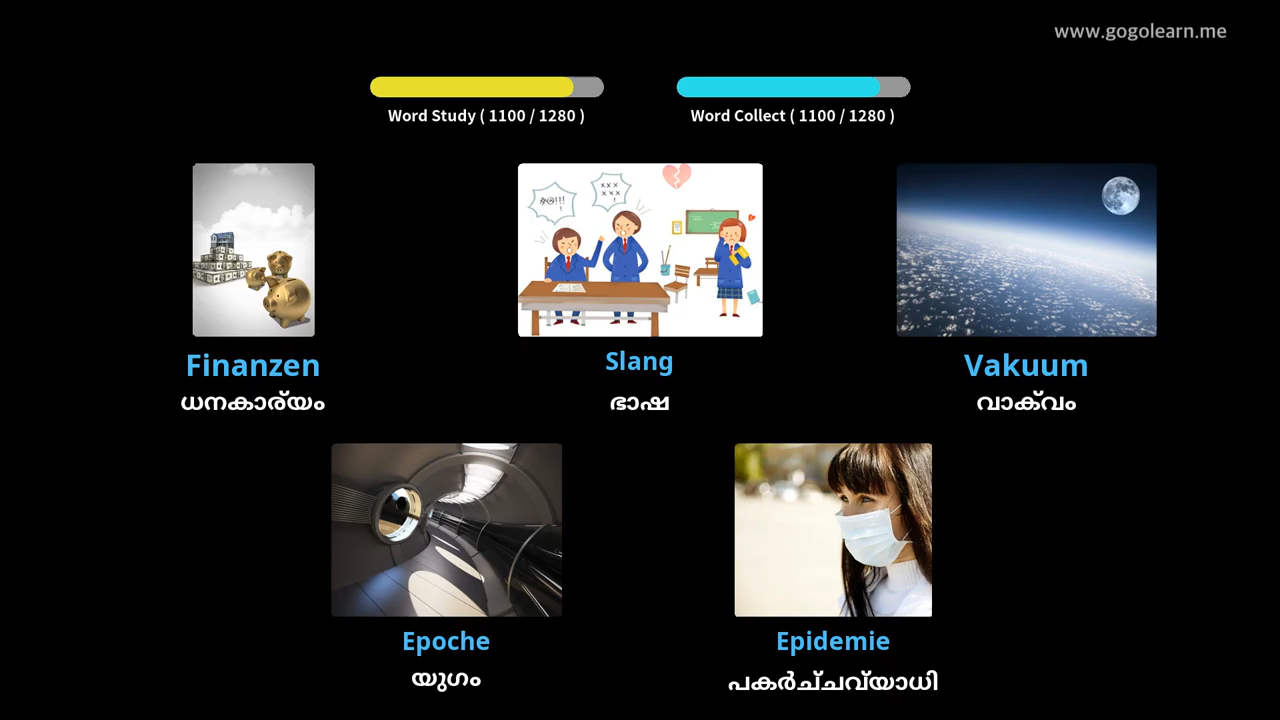 www.gogolearn.me
Word Study ( 1100 / 1280 )
Word Collect ( 1100 / 1280 )
Finanzen
ധനകാര്യം
Slang
ഭാഷ
Vakuum
വാക്വം
Epoche
യുഗം
Epidemie
പകർച്ചവ്യാധി